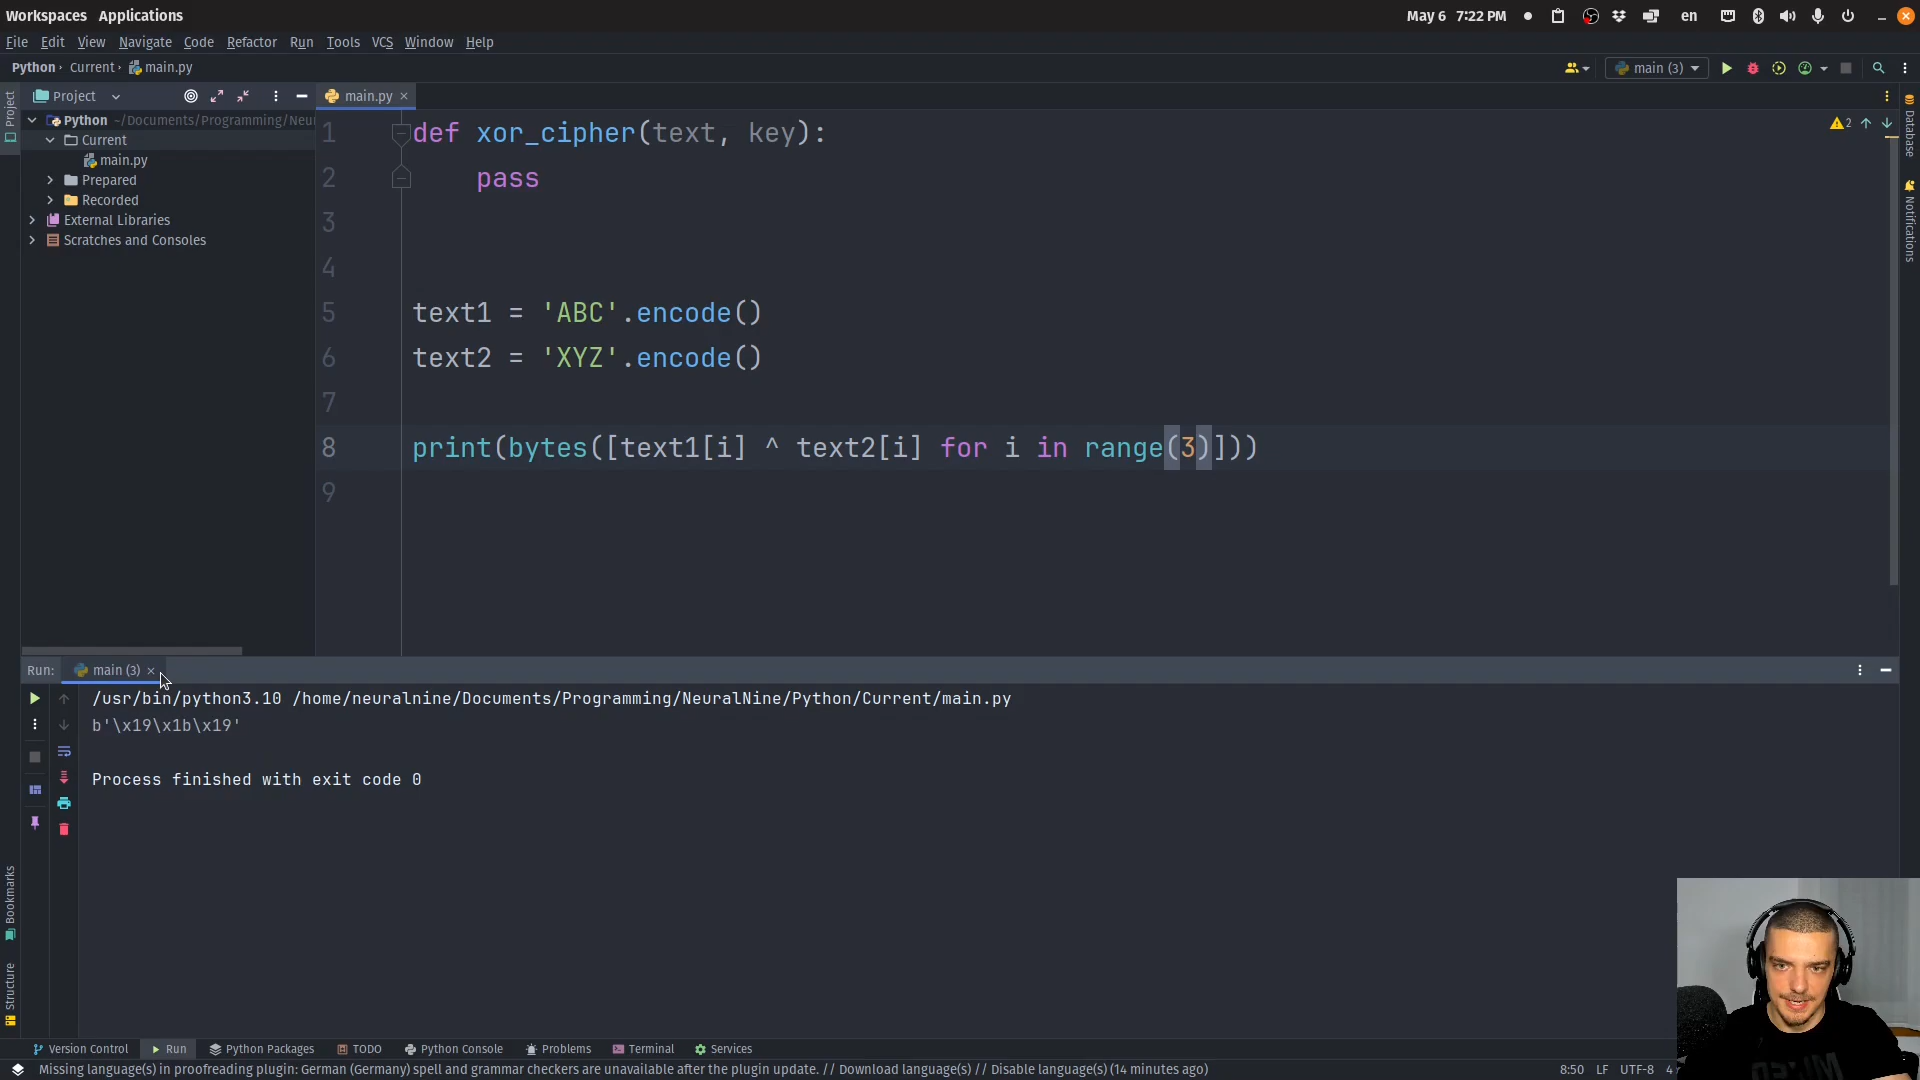 Workspaces Applications
May 6 7:22 PM
en
File Edit View Navigate Code Refactor Run Tools VCS Window Help
Python › Current › main.py
main (3)
Project
main.py
Python ~/Documents/Programming/Neu
Current
main.py
Prepared
Recorded
External Libraries
Scratches and Consoles
Project
Bookmarks
Structure
Database
Notifications
2
1 def xor_cipher(text, key):
2 pass
3
4
5 text1 = 'ABC'.encode()
6 text2 = 'XYZ'.encode()
7
8 print(bytes([text1[i] ^ text2[i] for i in range(3)]))
9
Run: main (3)
/usr/bin/python3.10 /home/neuralnine/Documents/Programming/NeuralNine/Python/Current/main.py
b'\x19\x1b\x19'
Process finished with exit code 0
Version Control Run Python Packages TODO Python Console Problems Terminal Services
Missing language(s) in proofreading plugin: German (Germany) spell and grammar checkers are unavailable after the plugin update. // Download language(s) // Disable language(s) (14 minutes ago)
8:50 LF UTF-8 4